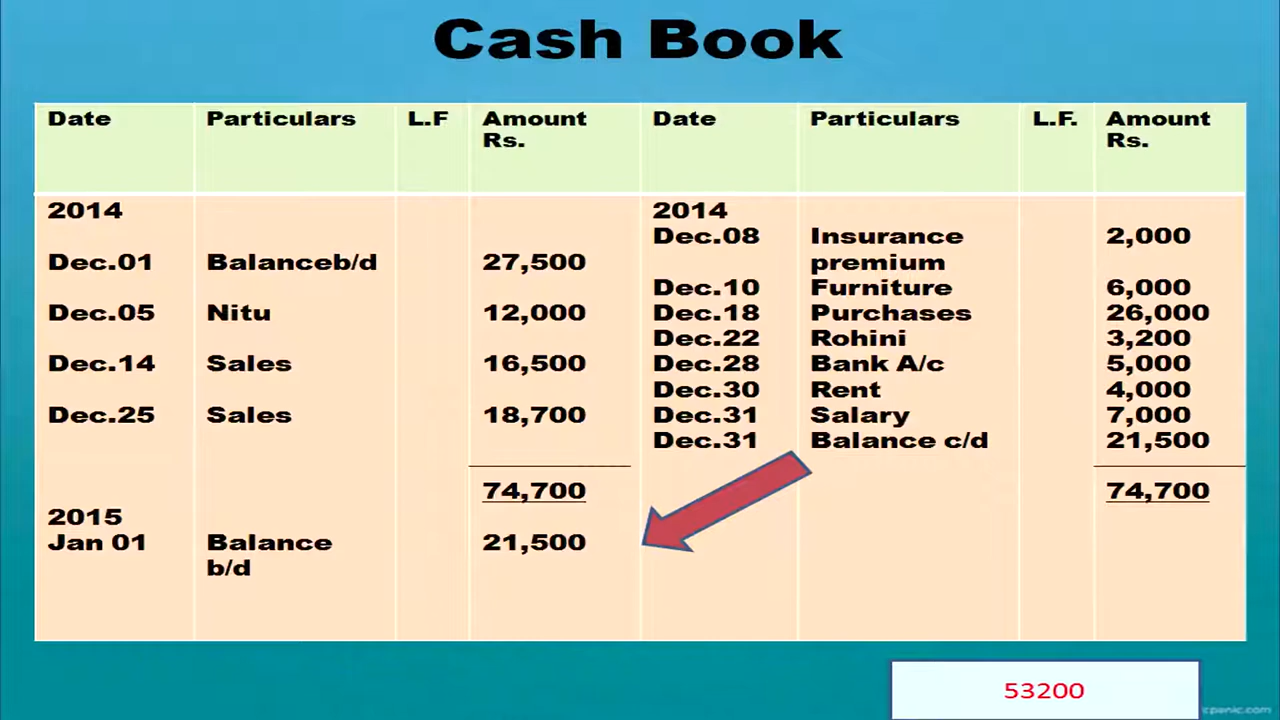 Cash Book
Date Particulars L.F Amount Rs. Date Particulars L.F. Amount Rs.
2014 2014
Dec.08 Insurance premium 2,000
Dec.01 Balanceb/d 27,500
Dec.10 Furniture 6,000
Dec.05 Nitu 12,000 Dec.18 Purchases 26,000
Dec.22 Rohini 3,200
Dec.14 Sales 16,500 Dec.28 Bank A/c 5,000
Dec.30 Rent 4,000
Dec.25 Sales 18,700 Dec.31 Salary 7,000
Dec.31 Balance c/d 21,500
74,700 74,700
2015
Jan 01 Balance b/d 21,500
53200